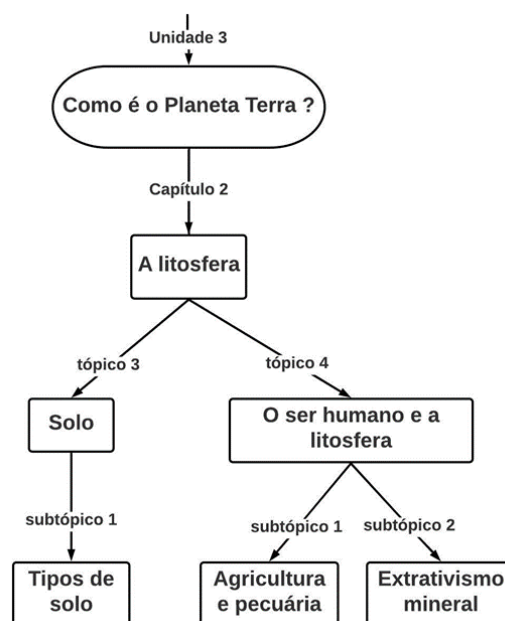 Unidade 3
Como é o Planeta Terra ?
Capítulo 2
A litosfera
tópico 3
tópico 4
Solo
O ser humano e a
litosfera
subtópico 1
subtópico 1
subtópico 2
Tipos de
solo
Agricultura
e pecuária
Extrativismo
mineral